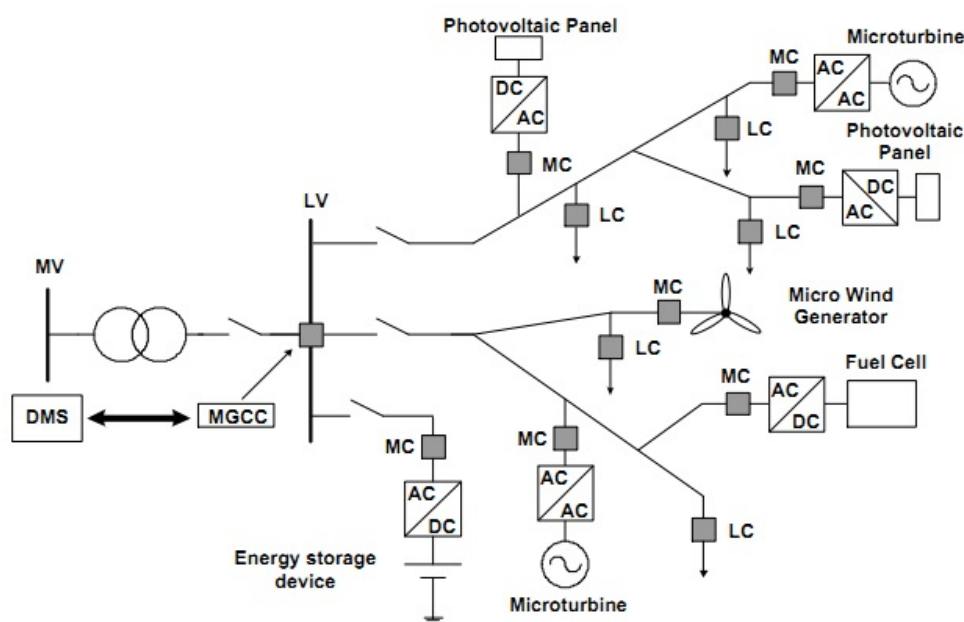 Photovoltaic Panel
DC
AC
MC
LC
MC
AC
AC
Microturbine
LC
Photovoltaic
Panel
MC
DC
AC
LC
LV
MV
MC
Micro Wind
Generator
LC
DMS
MGCC
MC
AC
DC
Fuel Cell
MC
AC
DC
Energy storage
device
MC
AC
AC
Microturbine
LC